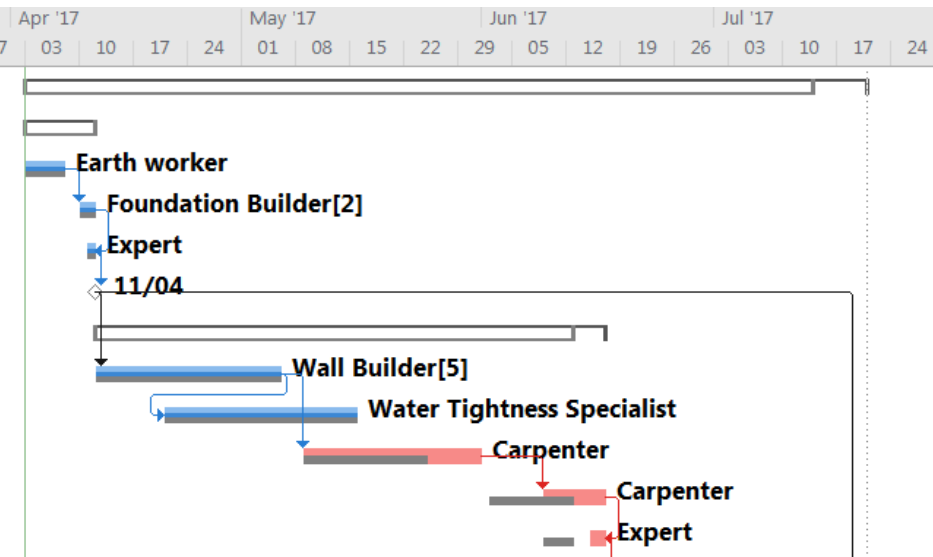 Apr '17 May '17 Jun '17 Jul '17
7 03 10 17 24 01 08 15 22 29 05 12 19 26 03 10 17 24
Earth worker
Foundation Builder[2]
Expert
11/04
Wall Builder[5]
Water Tightness Specialist
Carpenter
Carpenter
Expert